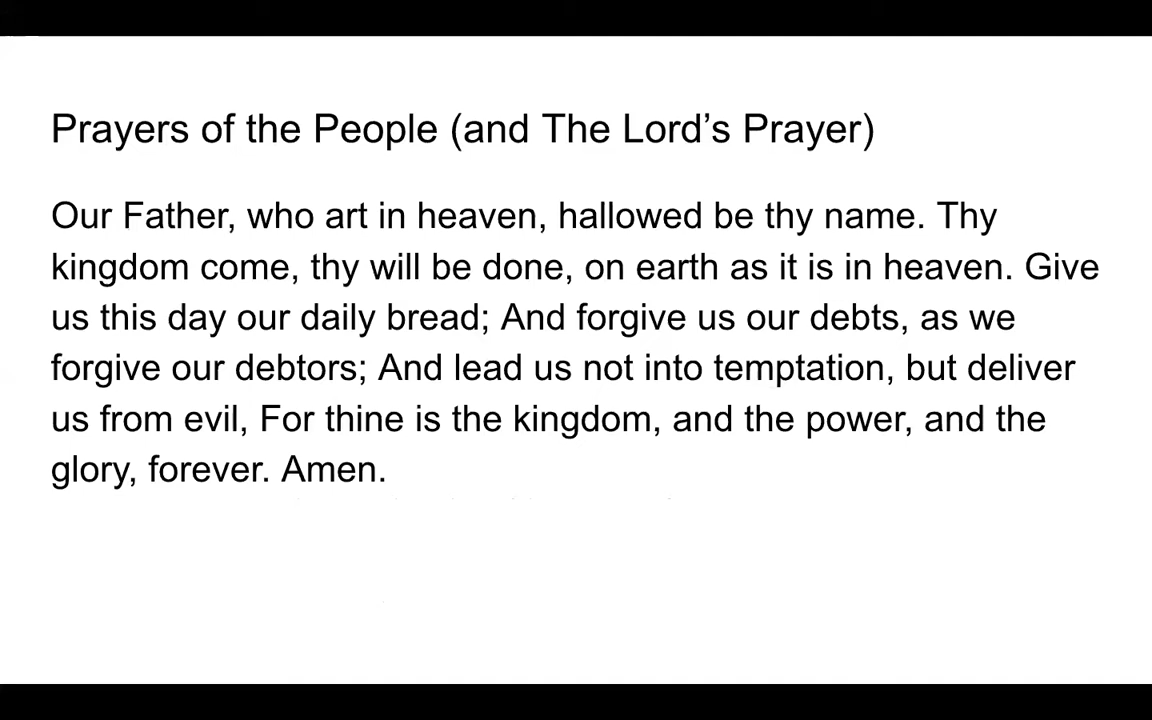 Prayers of the People (and The Lord’s Prayer)
Our Father, who art in heaven, hallowed be thy name. Thy
kingdom come, thy will be done, on earth as it is in heaven. Give
us this day our daily bread; And forgive us our debts, as we
forgive our debtors; And lead us not into temptation, but deliver
us from evil, For thine is the kingdom, and the power, and the
glory, forever. Amen.